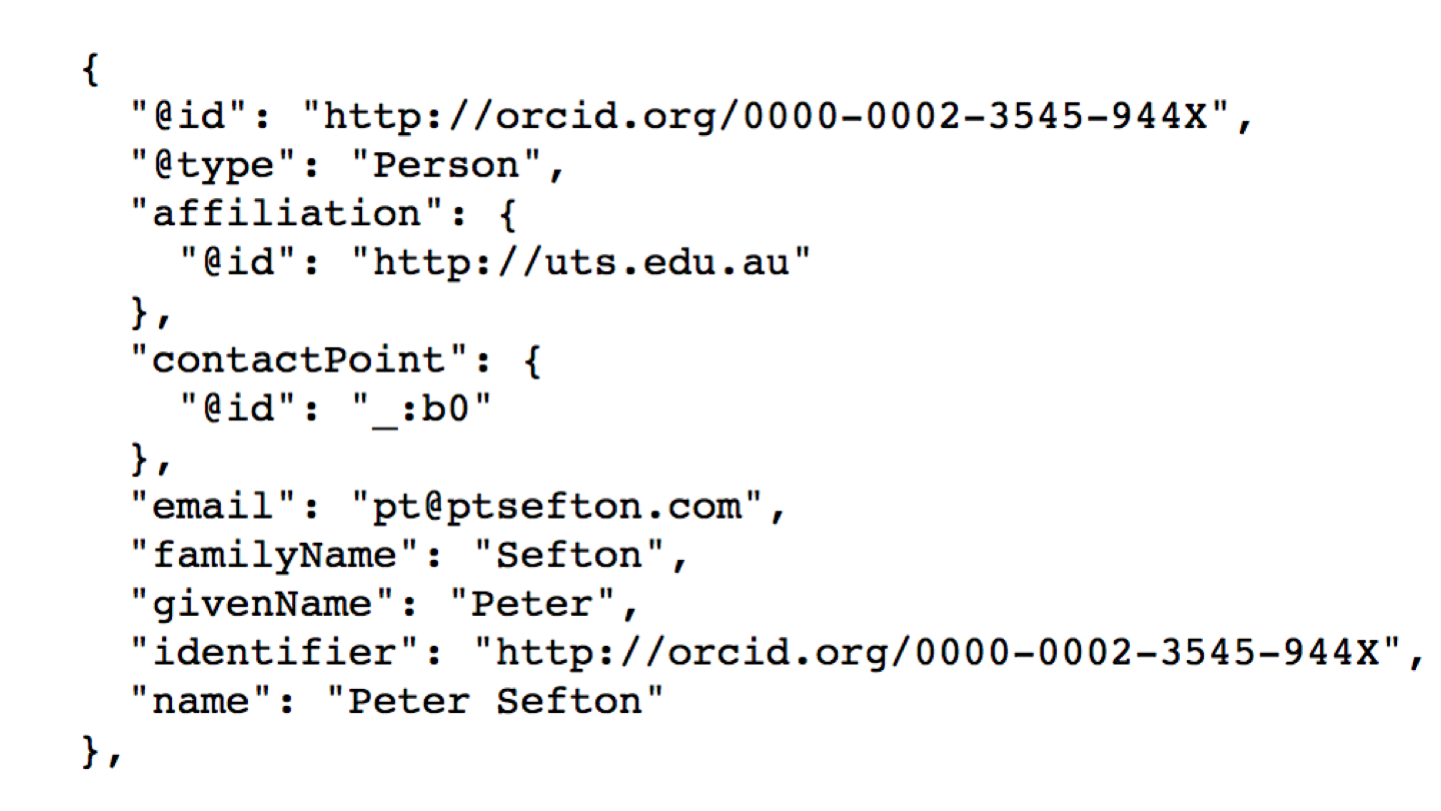 {
  "@id": "http://orcid.org/0000-0002-3545-944X",
  "@type": "Person",
  "affiliation": {
    "@id": "http://uts.edu.au"
  },
  "contactPoint": {
    "@id": "_:b0"
  },
  "email": "pt@ptsefton.com",
  "familyName": "Sefton",
  "givenName": "Peter",
  "identifier": "http://orcid.org/0000-0002-3545-944X",
  "name": "Peter Sefton"
},